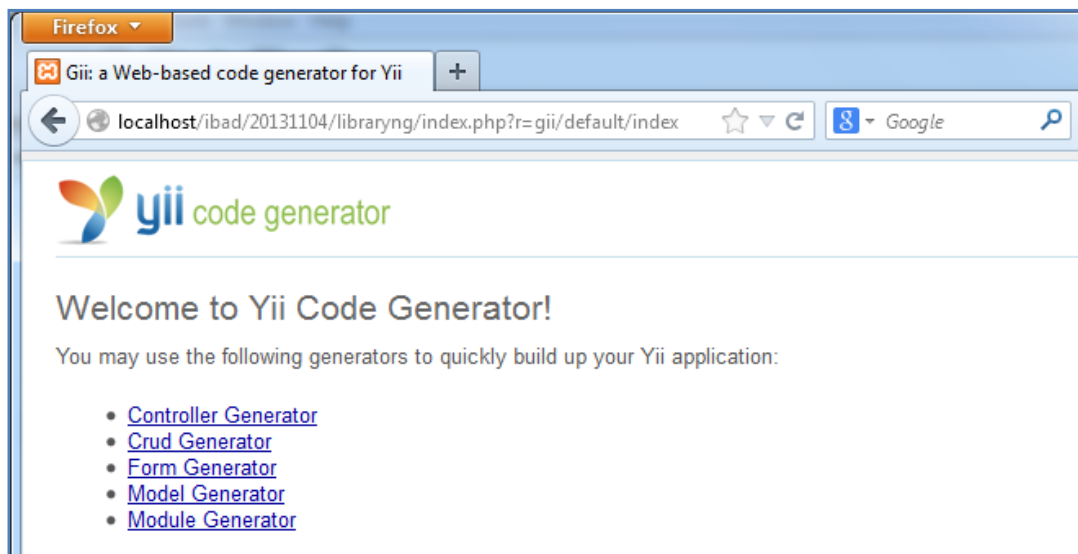 Firefox
Gii: a Web-based code generator for Yii
localhost/ibad/20131104/libraryng/index.php?r=gii/default/index
Google
yii code generator
Welcome to Yii Code Generator!
You may use the following generators to quickly build up your Yii application:
Controller Generator
Crud Generator
Form Generator
Model Generator
Module Generator